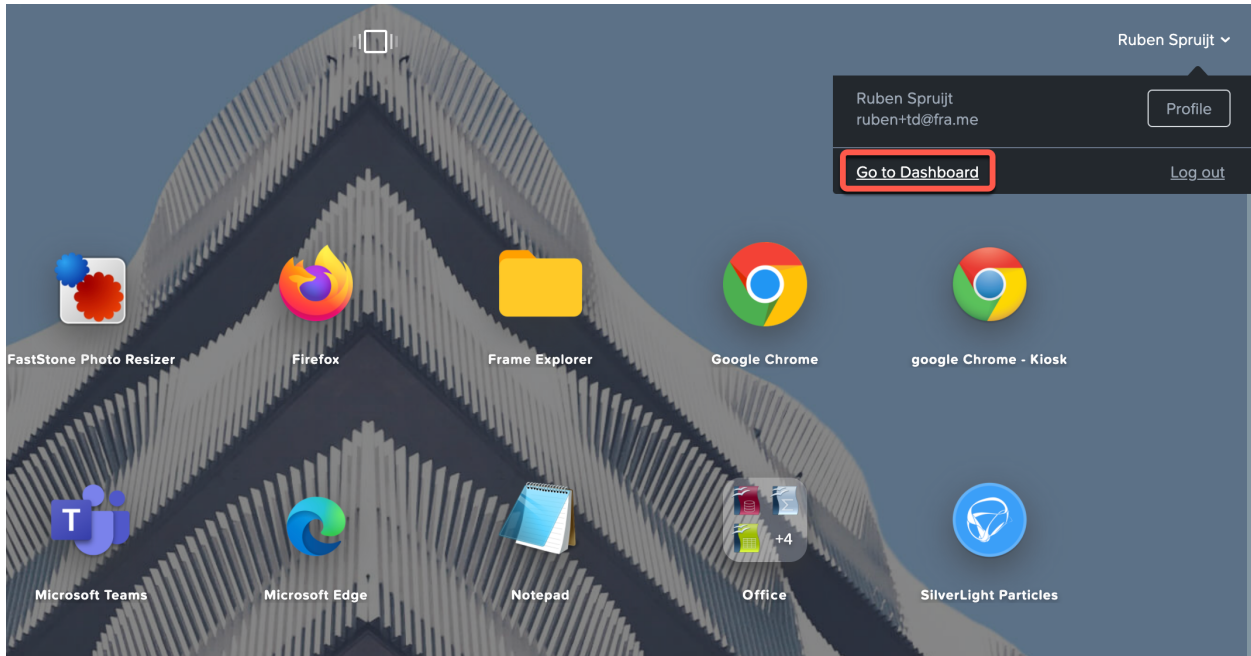 Ruben Spruijt
Ruben Spruijt
ruben+td@fra.me
Profile
Go to Dashboard
Log out
FastStone Photo Resizer
Firefox
Frame Explorer
Google Chrome
google Chrome - Kiosk
T
+4
Microsoft Teams
Microsoft Edge
Notepad
Office
SilverLight Particles